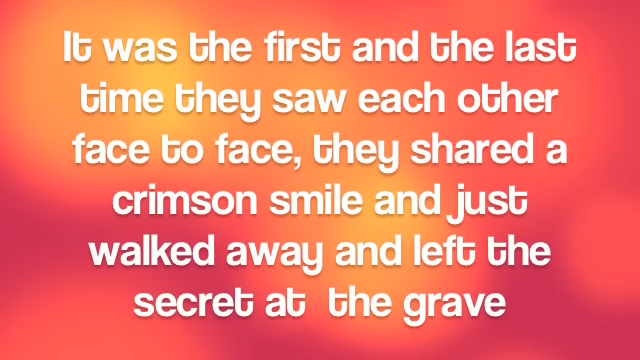 It was the first and the last
time they saw each other
face to face, they shared a
crimson smile and just
walked away and left the
secret at  the grave